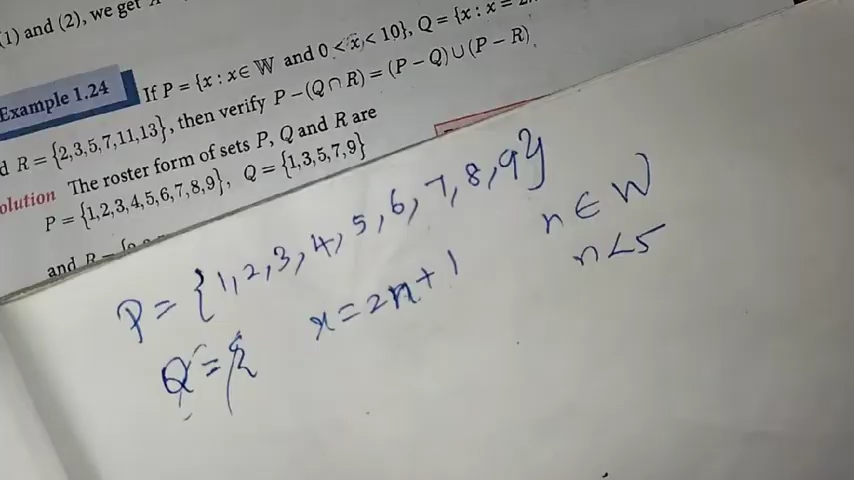 (1) and (2), we get
Example 1.24 If P = {x : x ∈ W and 0 < x < 10}, Q = {x : x =
R = {2,3,5,7,11,13}, then verify P – (Q ∩ R) = (P – Q) ∪ (P – R)
The roster form of sets P, Q and R are
P = {1,2,3,4,5,6,7,8,9}, Q = {1,3,5,7,9}
and R =
P = {1,2,3,4,5,6,7,8,9}
Q = { x = 2n+1 n ∈ W
n < 5